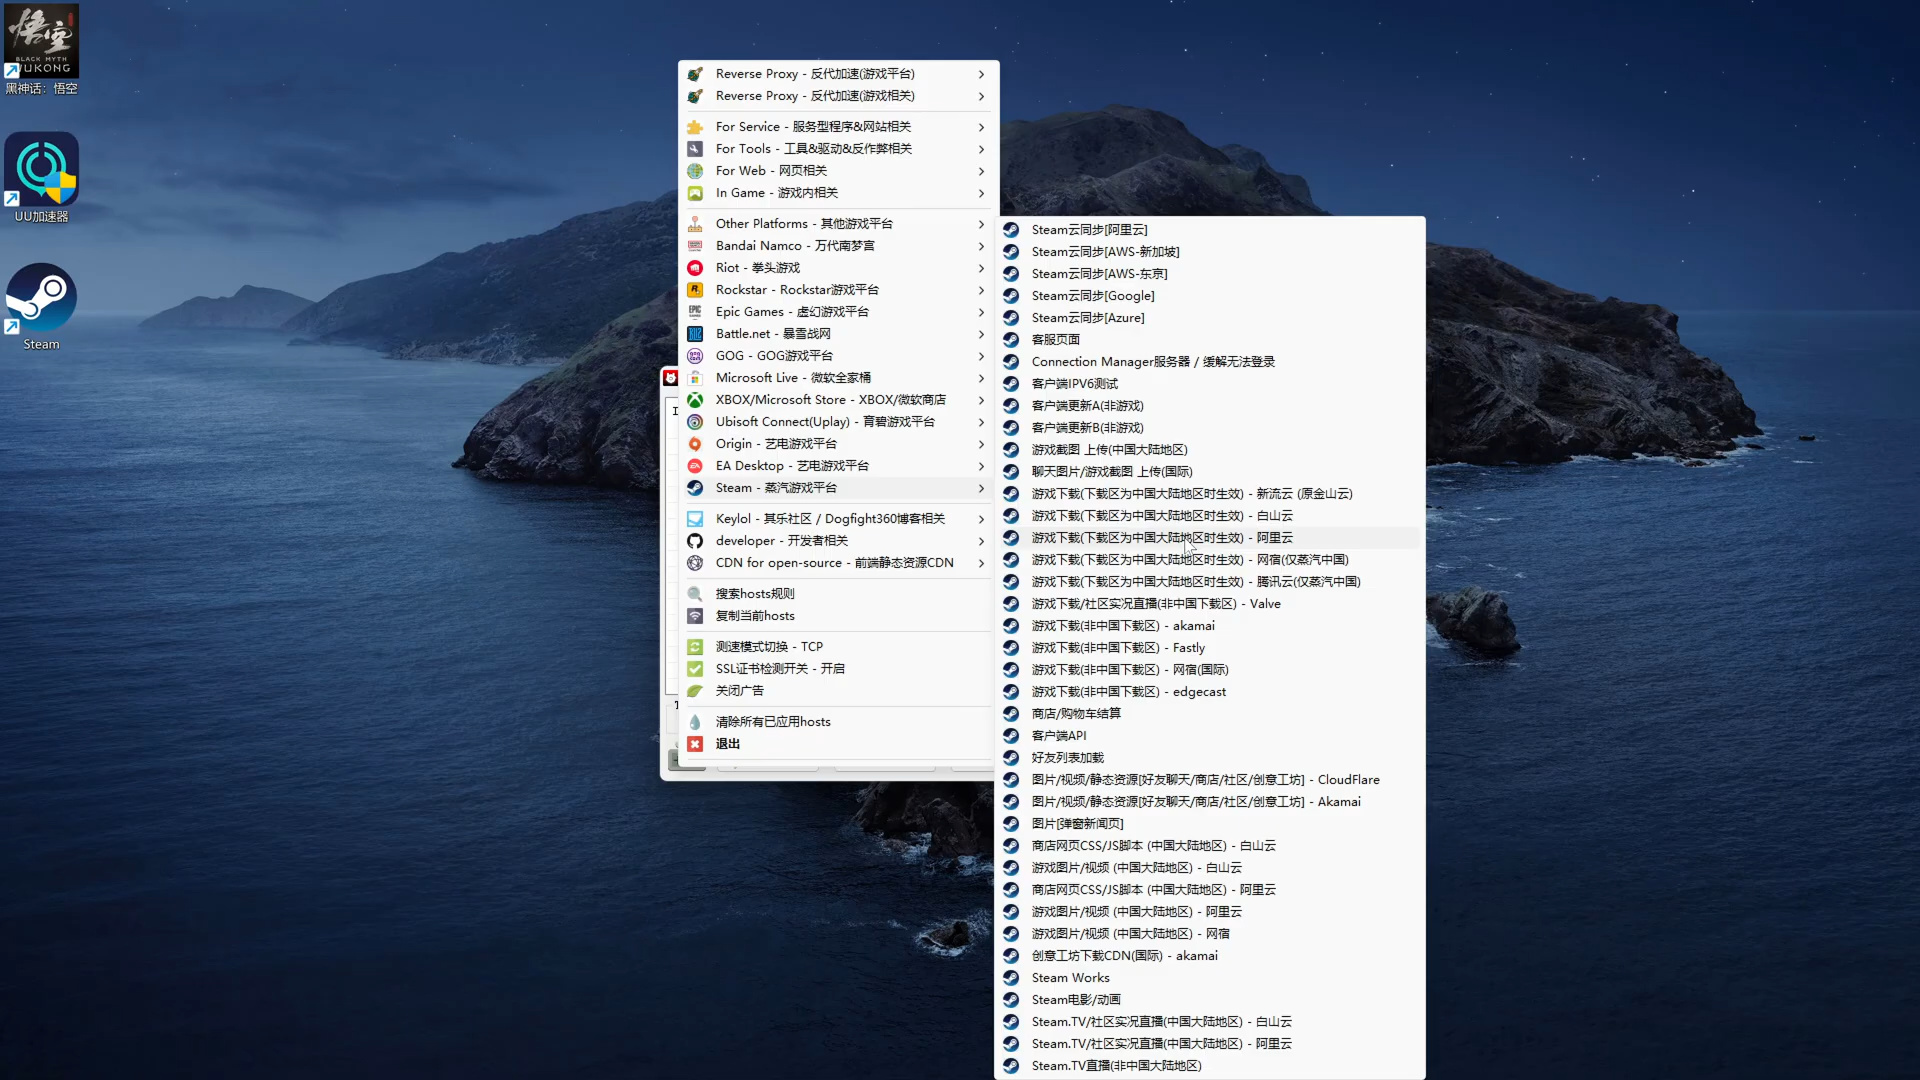 悟空
BLACK MYTH
WUKONG
黑神话：悟空
UU加速器
Steam
Reverse Proxy - 反代加速(游戏平台)
Reverse Proxy - 反代加速(游戏相关)
For Service - 服务型程序&网站相关
For Tools - 工具&驱动&反作弊相关
For Web - 网页相关
In Game - 游戏内相关
Other Platforms - 其他游戏平台
Bandai Namco - 万代南梦宫
Riot - 拳头游戏
Rockstar - Rockstar游戏平台
Epic Games - 虚幻游戏平台
Battle.net - 暴雪战网
GOG - GOG游戏平台
Microsoft Live - 微软全家桶
XBOX/Microsoft Store - XBOX/微软商店
Ubisoft Connect(Uplay) - 育碧游戏平台
Origin - 艺电游戏平台
EA Desktop - 艺电游戏平台
Steam - 蒸汽游戏平台
Keylol - 其乐社区 / Dogfight360博客相关
developer - 开发者相关
CDN for open-source - 前端静态资源CDN
搜索hosts规则
复制当前hosts
测速模式切换 - TCP
SSL证书检测开关 - 开启
关闭广告
清除所有已应用hosts
退出
Steam云同步[阿里云]
Steam云同步[AWS-新加坡]
Steam云同步[AWS-东京]
Steam云同步[Google]
Steam云同步[Azure]
客服页面
Connection Manager服务器 / 缓解无法登录
客户端IPV6测试
客户端更新A(非游戏)
客户端更新B(非游戏)
游戏截图 上传(中国大陆地区)
聊天图片/游戏截图 上传(国际)
游戏下载(下载区为中国大陆地区时生效) - 新流云 (原金山云)
游戏下载(下载区为中国大陆地区时生效) - 白山云
游戏下载(下载区为中国大陆地区时生效) - 阿里云
游戏下载(下载区为中国大陆地区时生效) - 网宿(仅蒸汽中国)
游戏下载(下载区为中国大陆地区时生效) - 腾讯云(仅蒸汽中国)
游戏下载/社区实况直播(非中国下载区) - Valve
游戏下载(非中国下载区) - akamai
游戏下载(非中国下载区) - Fastly
游戏下载(非中国下载区) - 网宿(国际)
游戏下载(非中国下载区) - edgecast
商店/购物车结算
客户端API
好友列表加载
图片/视频/静态资源[好友聊天/商店/社区/创意工坊] - CloudFlare
图片/视频/静态资源[好友聊天/商店/社区/创意工坊] - Akamai
图片[弹窗新闻页]
商店网页CSS/JS脚本 (中国大陆地区) - 白山云
游戏图片/视频 (中国大陆地区) - 白山云
商店网页CSS/JS脚本 (中国大陆地区) - 阿里云
游戏图片/视频 (中国大陆地区) - 阿里云
游戏图片/视频 (中国大陆地区) - 网宿
创意工坊下载CDN(国际) - akamai
Steam Works
Steam电影/动画
Steam.TV/社区实况直播(中国大陆地区) - 白山云
Steam.TV/社区实况直播(中国大陆地区) - 阿里云
Steam.TV直播(非中国大陆地区)